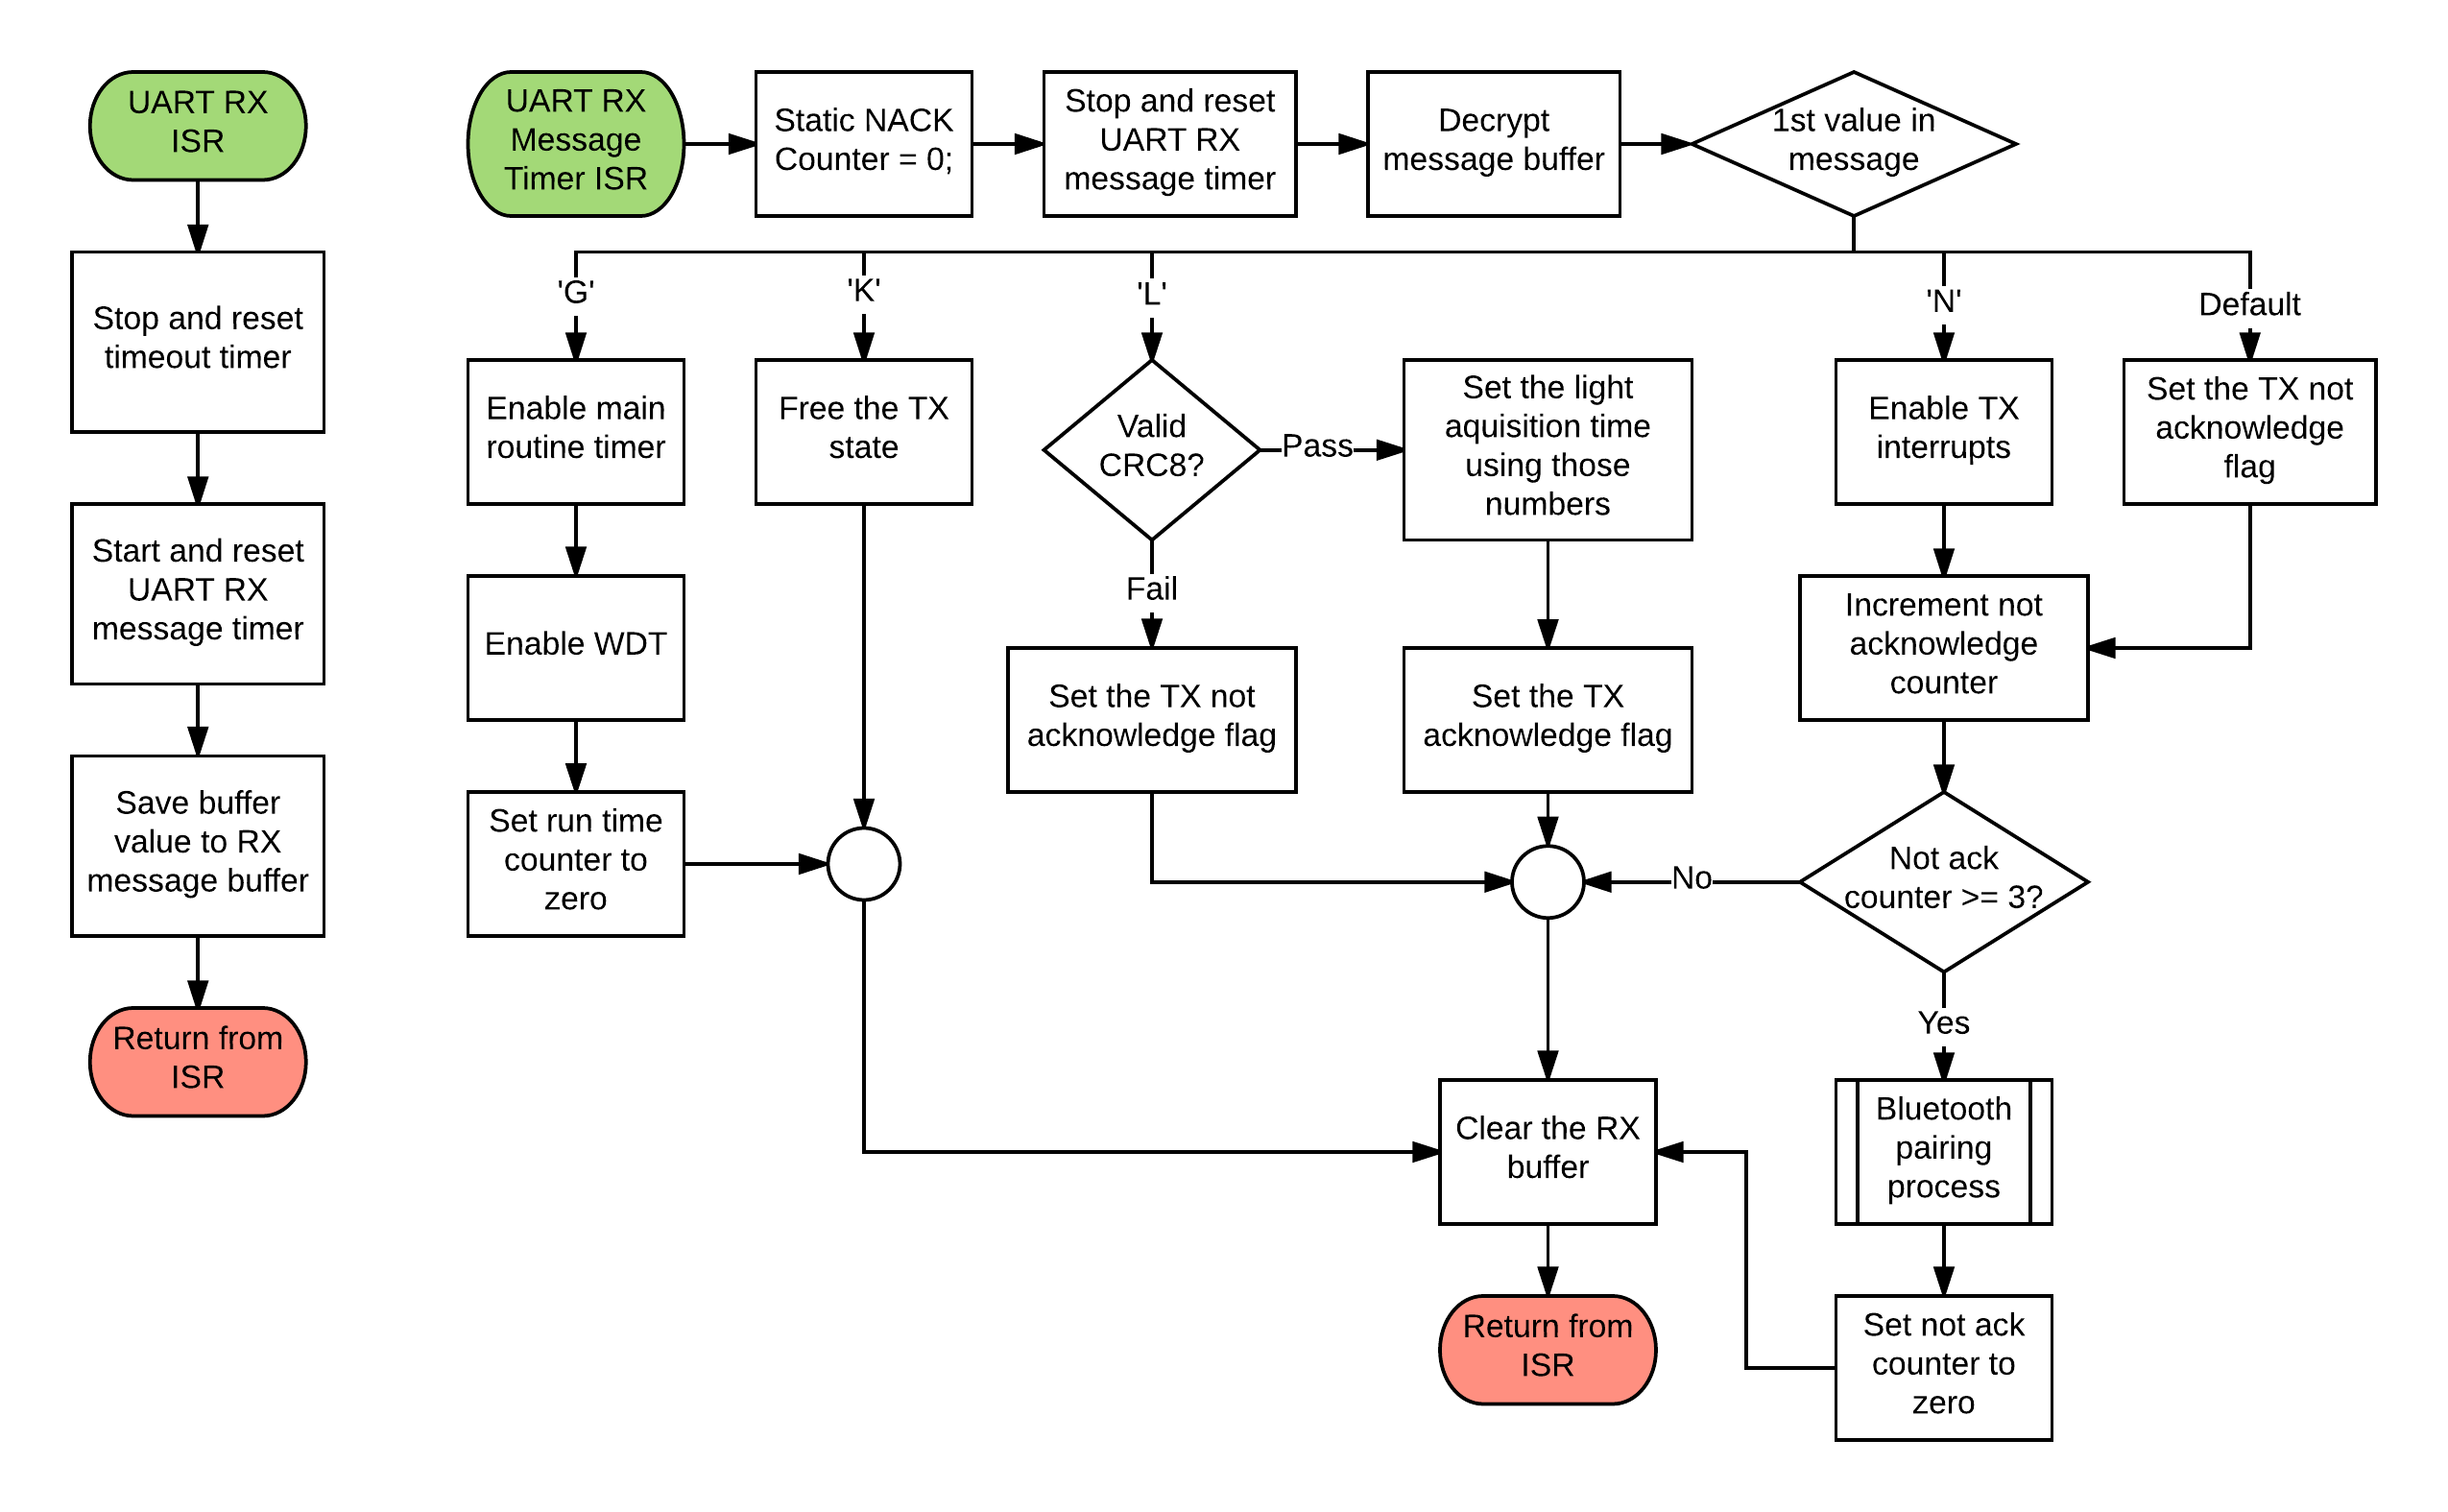 UART RX
ISR
Stop and reset
timeout timer
Start and reset
UART RX
message timer
Save buffer
value to RX
message buffer
Return from
ISR
UART RX
Message
Timer ISR
Static NACK
Counter = 0;
Stop and reset
UART RX
message timer
Decrypt
message buffer
1st value in
message
'G'
'K'
'L'
'N'
Default
Enable main
routine timer
Enable WDT
Set run time
counter to
zero
Free the TX
state
Valid
CRC8?
Pass
Fail
Set the light
aquisition time
using those
numbers
Set the TX not
acknowledge flag
Set the TX
acknowledge flag
Enable TX
interrupts
Set the TX not
acknowledge
flag
Increment not
acknowledge
counter
Not ack
counter >= 3?
No
Yes
Bluetooth
pairing
process
Set not ack
counter to
zero
Clear the RX
buffer
Return from
ISR